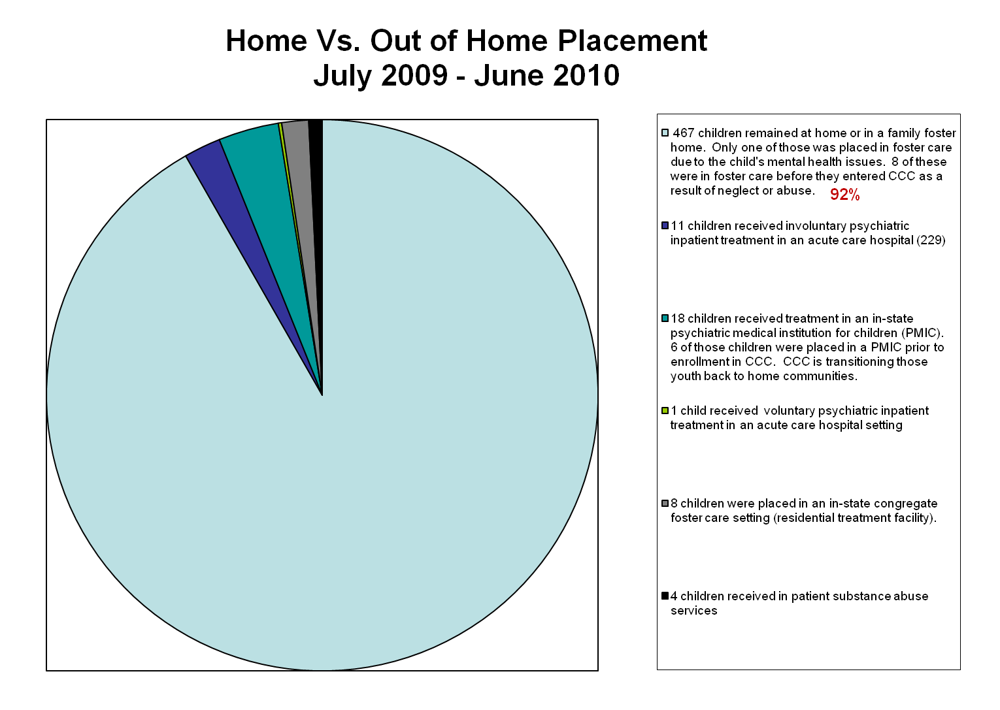 Home Vs. Out of Home Placement
July 2009 - June 2010
467 children remained at home or in a family foster
home.  Only one of those was placed in foster care
due to the child's mental health issues.  8 of these
were in foster care before they entered CCC as a
result of neglect or abuse.  92%
11 children received involuntary psychiatric
inpatient treatment in an acute care hospital (229)
18 children received treatment in an in-state
psychiatric medical institution for children (PMIC).
6 of those children were placed in a PMIC prior to
enrollment in CCC.  CCC is transitioning those
youth back to home communities.
1 child received  voluntary psychiatric inpatient
treatment in an acute care hospital setting
8 children were placed in an in-state congregate
foster care setting (residential treatment facility).
4 children received in patient substance abuse
services